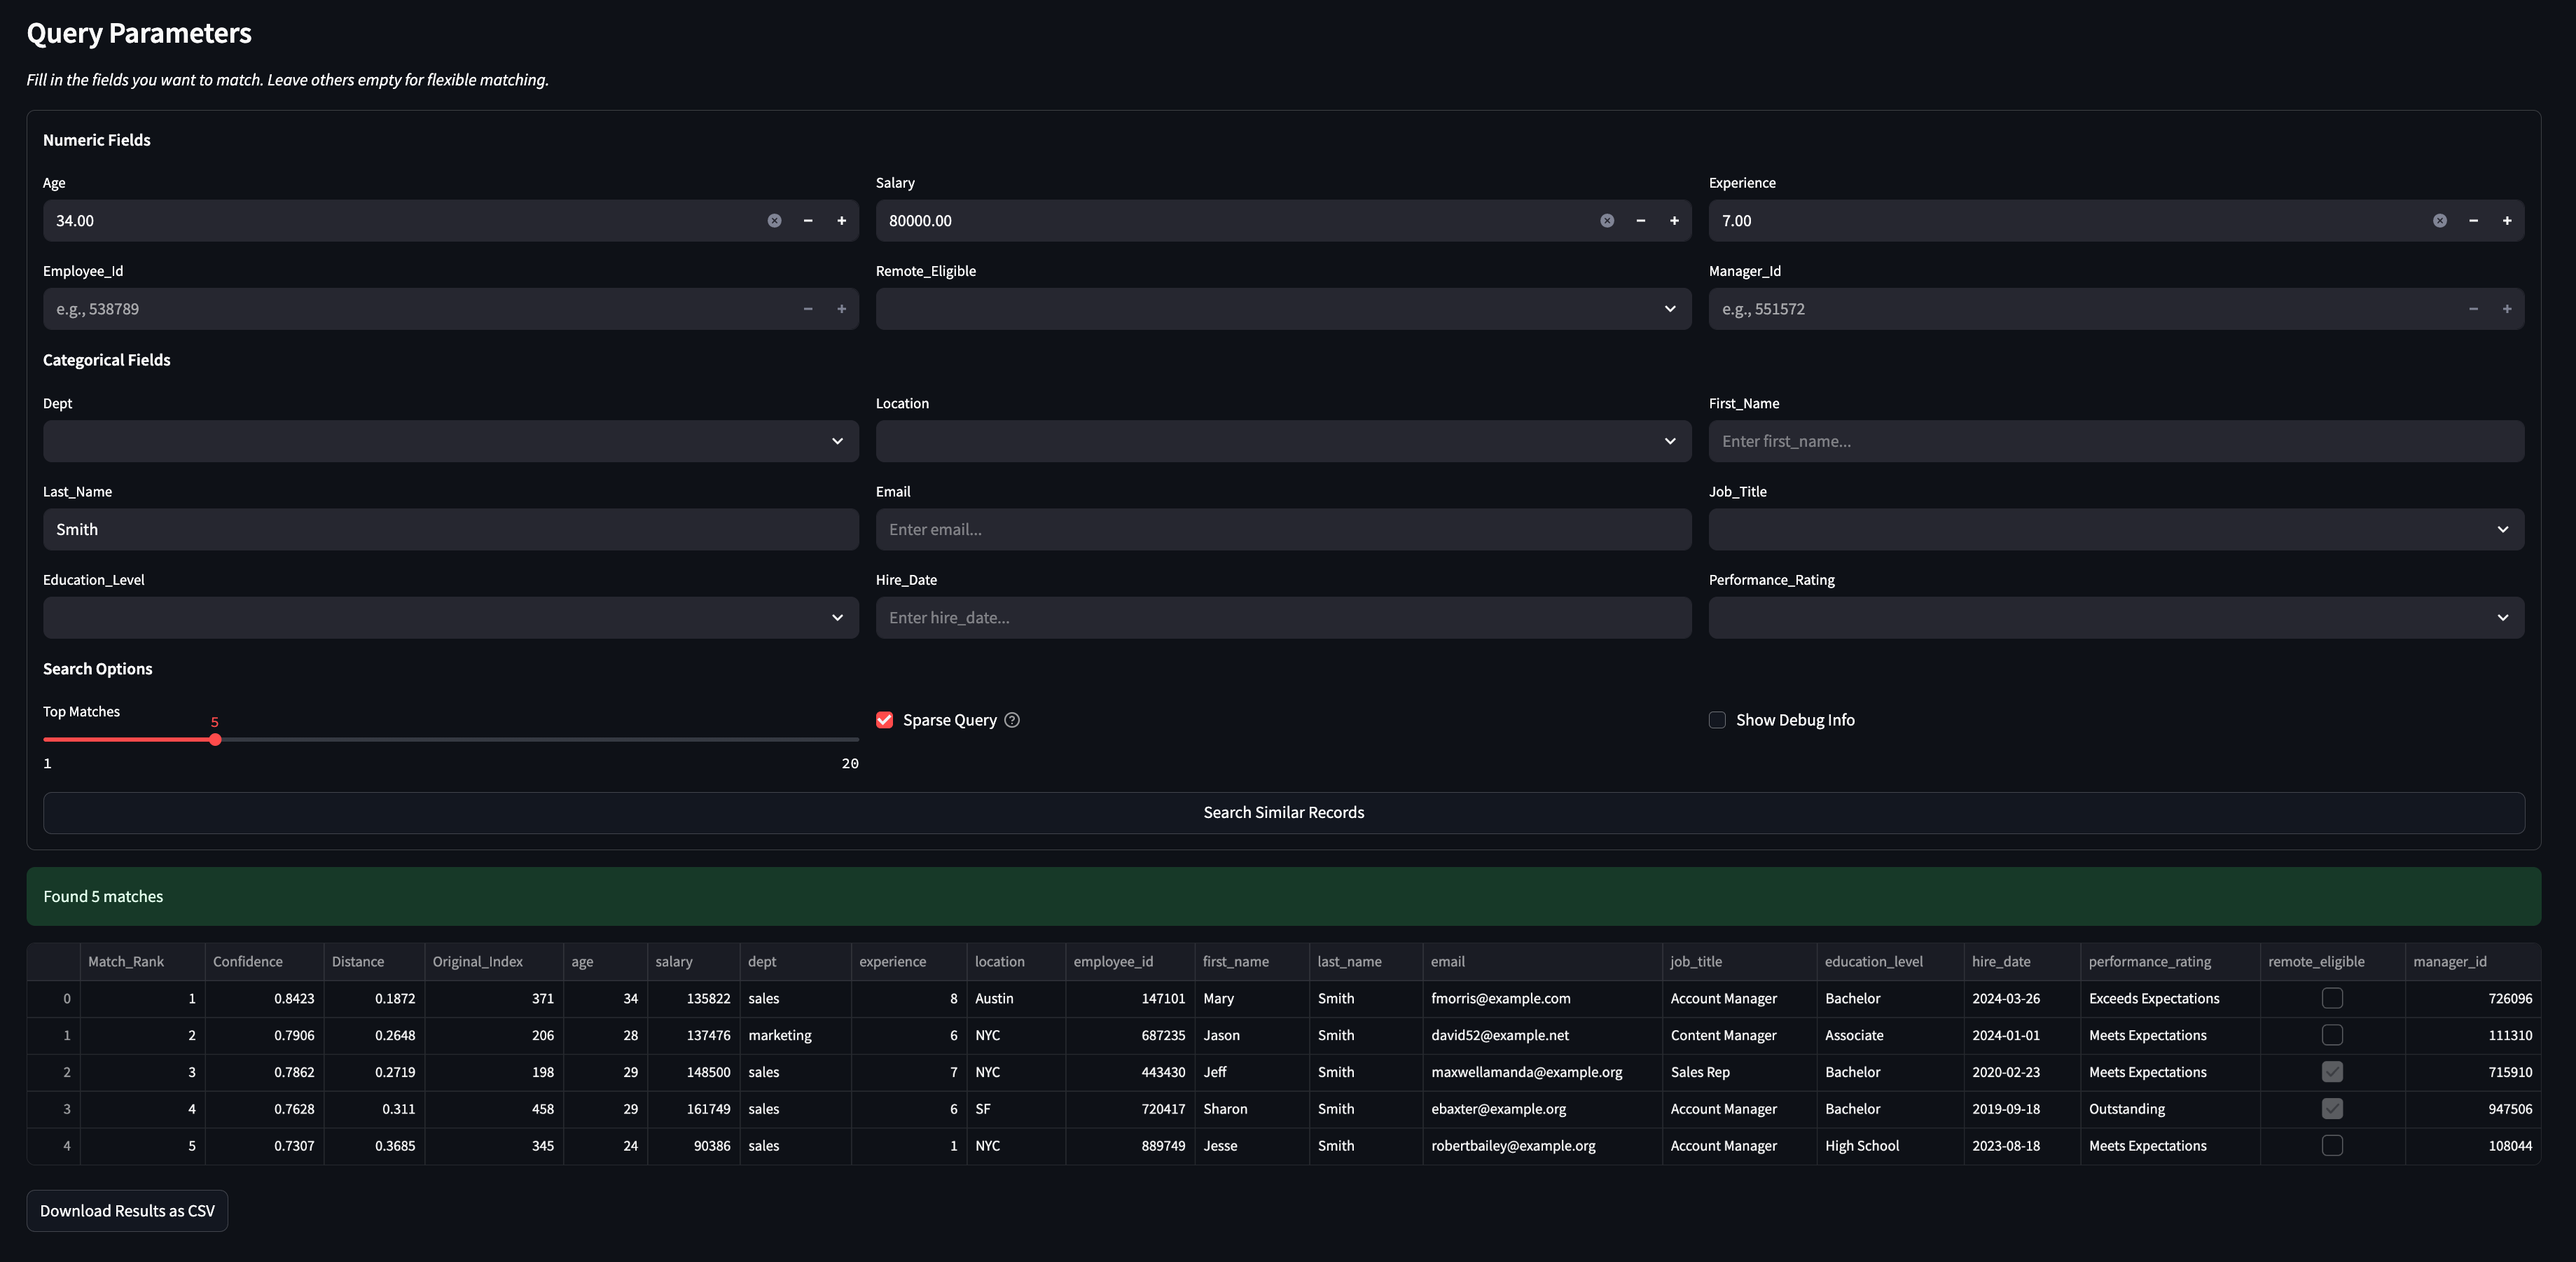 Query Parameters
Fill in the fields you want to match. Leave others empty for flexible matching.
Numeric Fields
Age Salary Experience
34.00 80000.00 7.00
Employee_Id Remote_Eligible Manager_Id
e.g., 538789 e.g., 551572
Categorical Fields
Dept Location First_Name
Enter first_name...
Last_Name Email Job_Title
Smith Enter email...
Education_Level Hire_Date Performance_Rating
Enter hire_date...
Search Options
Top Matches
5
Sparse Query ? Show Debug Info
1 20
Search Similar Records
Found 5 matches
Match_Rank Confidence Distance Original_Index age salary dept experience location employee_id first_name last_name email job_title education_level hire_date performance_rating remote_eligible manager_id
0 1 0.8423 0.1872 371 34 135822 sales 8 Austin 147101 Mary Smith fmorris@example.com Account Manager Bachelor 2024-03-26 Exceeds Expectations 726096
1 2 0.7906 0.2648 206 28 137476 marketing 6 NYC 687235 Jason Smith david52@example.net Content Manager Associate 2024-01-01 Meets Expectations 111310
2 3 0.7862 0.2719 198 29 148500 sales 7 NYC 443430 Jeff Smith maxwellamanda@example.org Sales Rep Bachelor 2020-02-23 Meets Expectations 715910
3 4 0.7628 0.311 458 29 161749 sales 6 SF 720417 Sharon Smith ebaxter@example.org Account Manager Bachelor 2019-09-18 Outstanding 947506
4 5 0.7307 0.3685 345 24 90386 sales 1 NYC 889749 Jesse Smith robertbailey@example.org Account Manager High School 2023-08-18 Meets Expectations 108044
Download Results as CSV